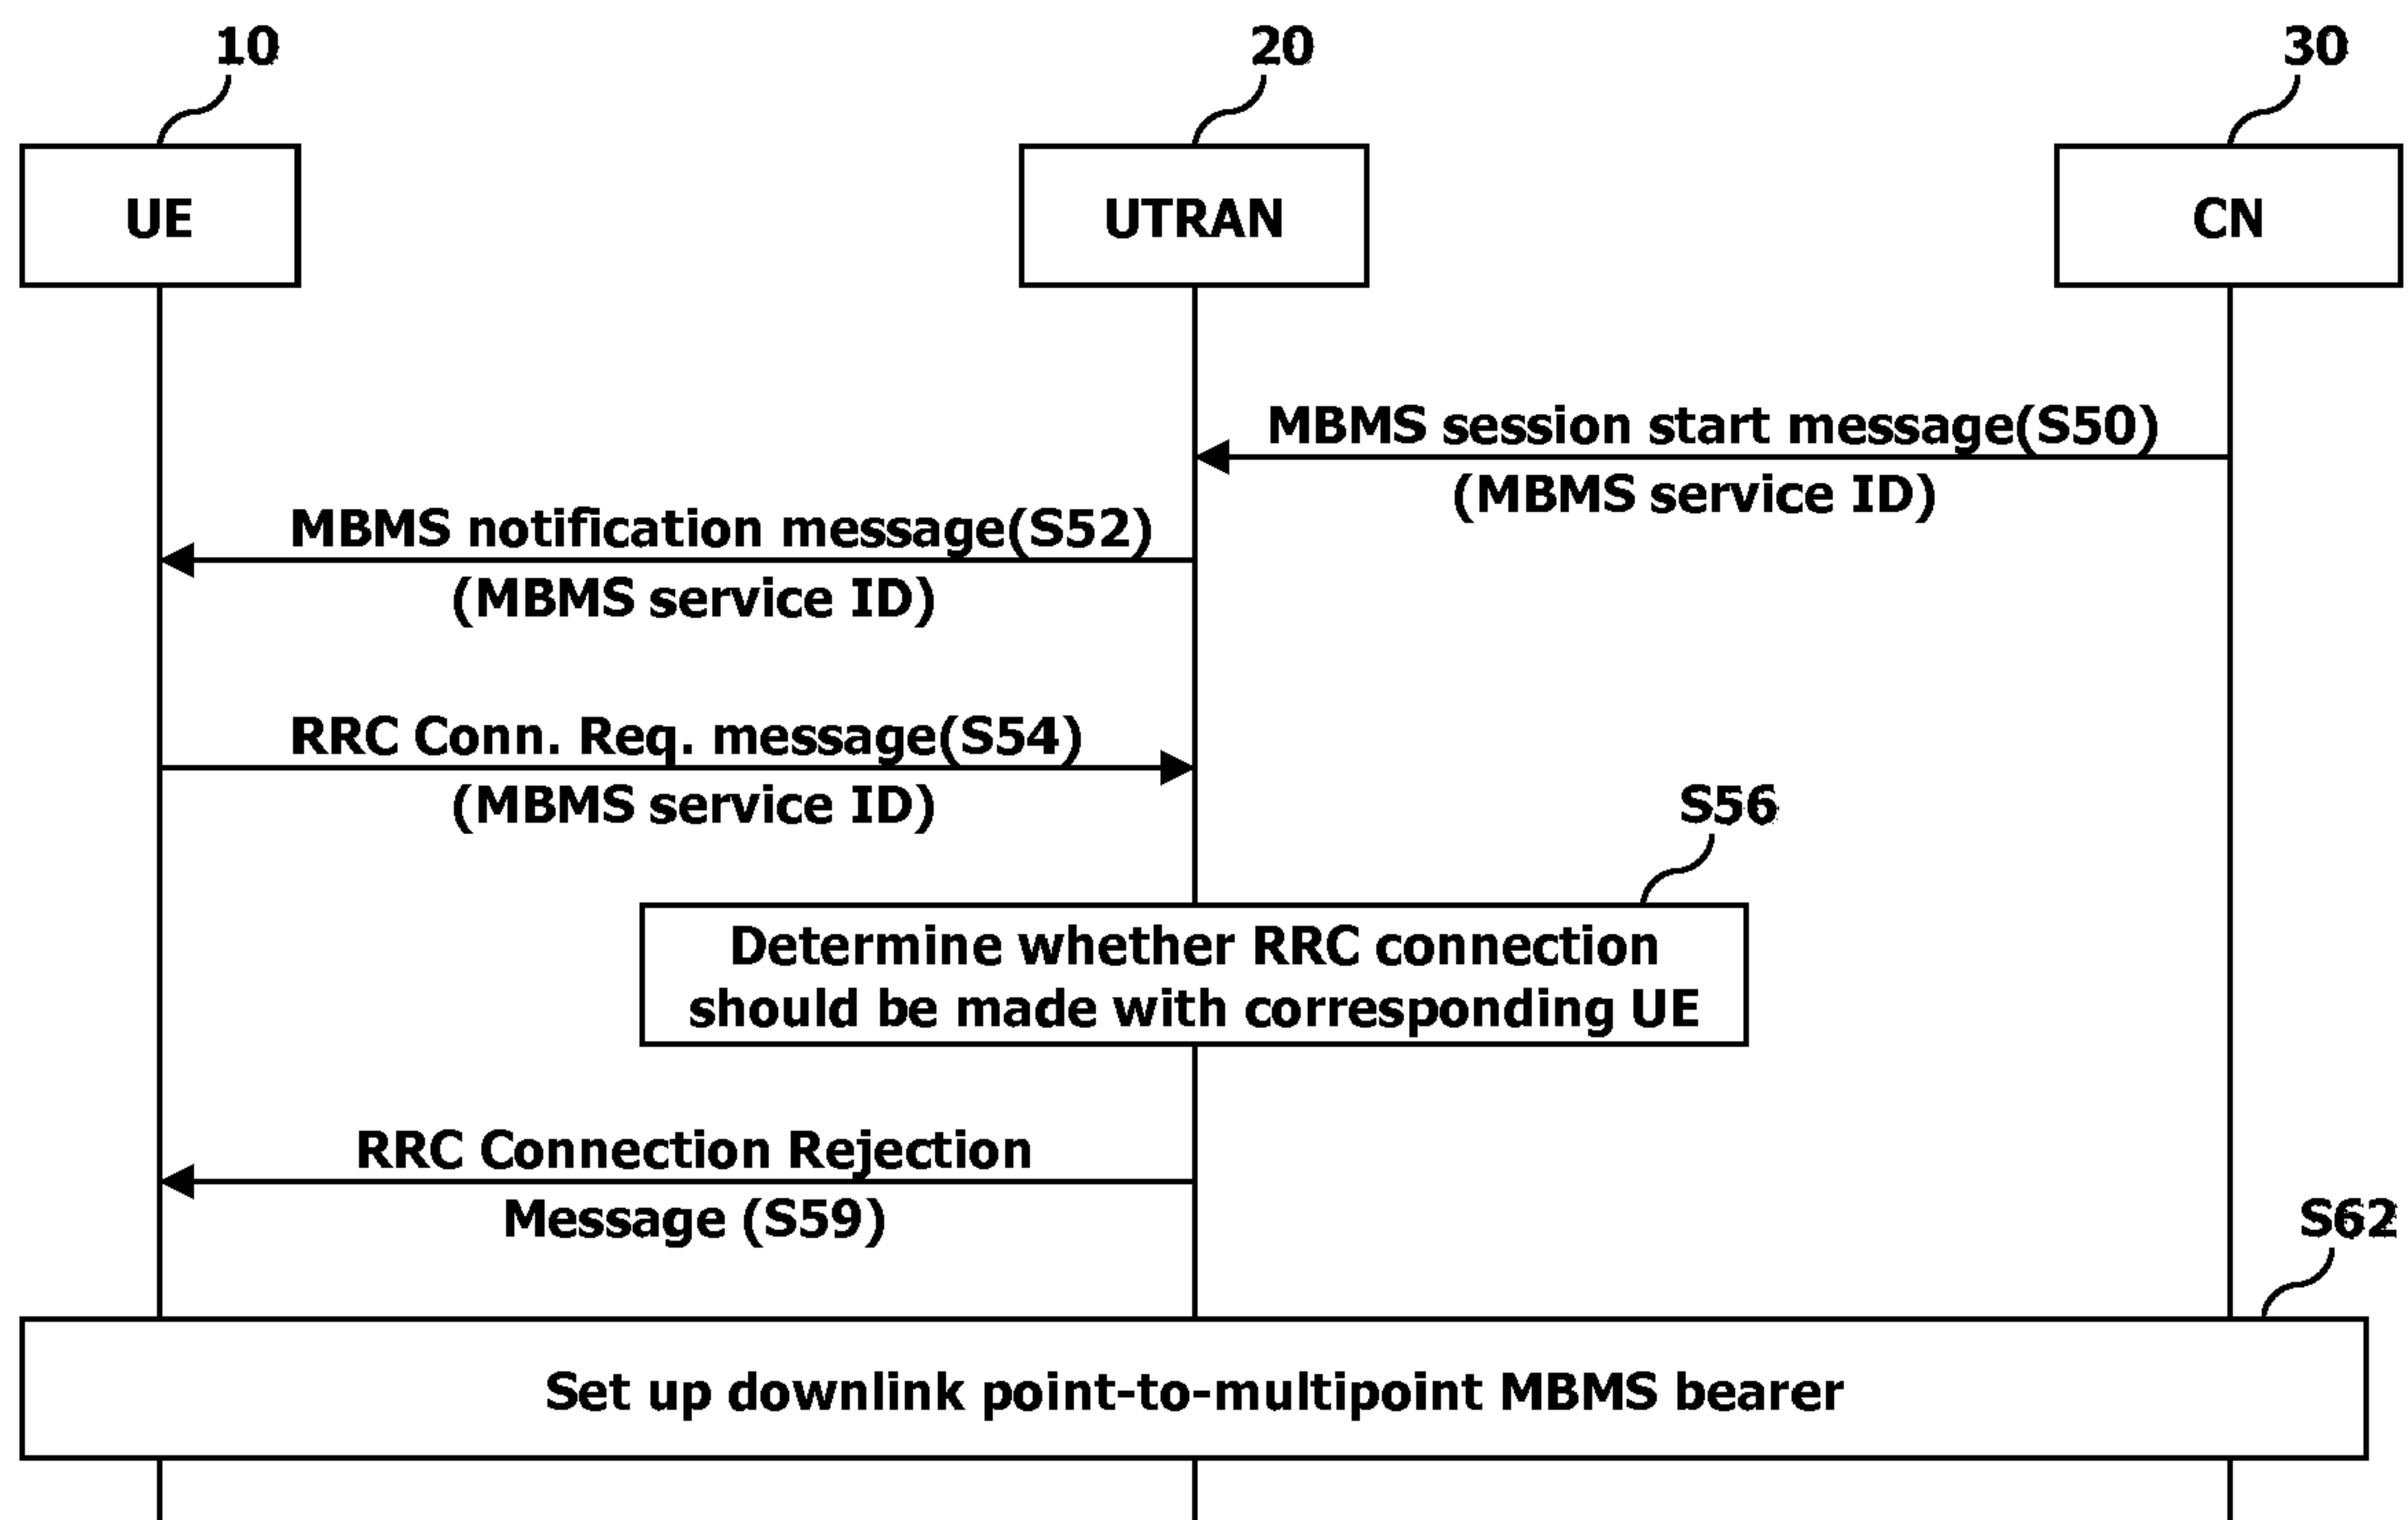 10
20
30
UE
UTRAN
CN
MBMS session start message(S50)
(MBMS service ID)
MBMS notification message(S52)
(MBMS service ID)
RRC Conn. Req. message(S54)
(MBMS service ID)
S56
Determine whether RRC connection
should be made with corresponding UE
RRC Connection Rejection
Message (S59)
S62
Set up downlink point-to-multipoint MBMS bearer